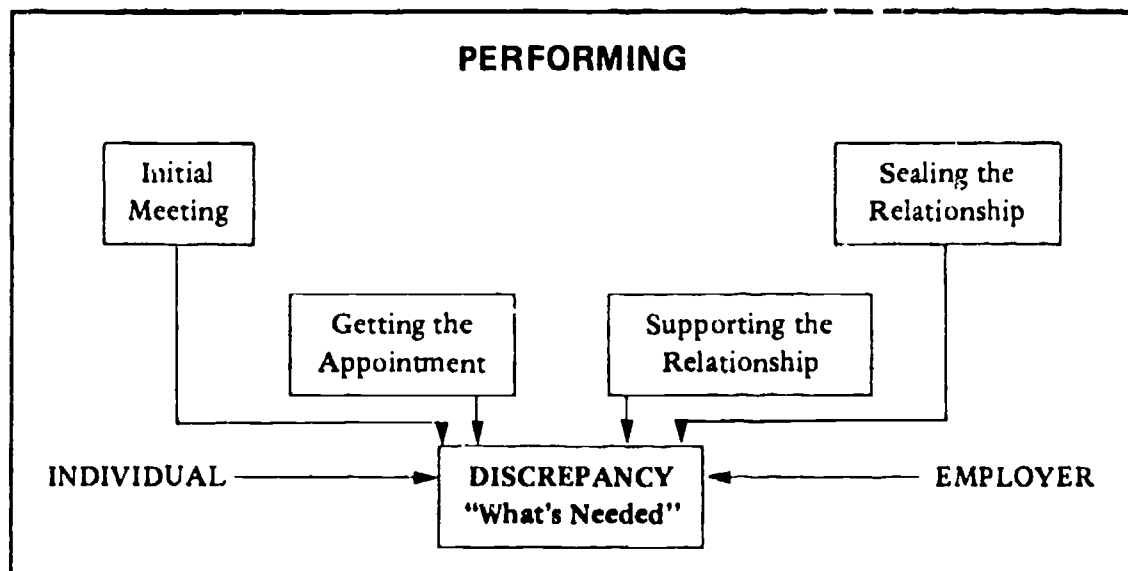 PERFORMING
Initial
Meeting
Sealing the
Relationship
Getting the
Appointment
Supporting the
Relationship
INDIVIDUAL
DISCREPANCY
"What's Needed"
EMPLOYER